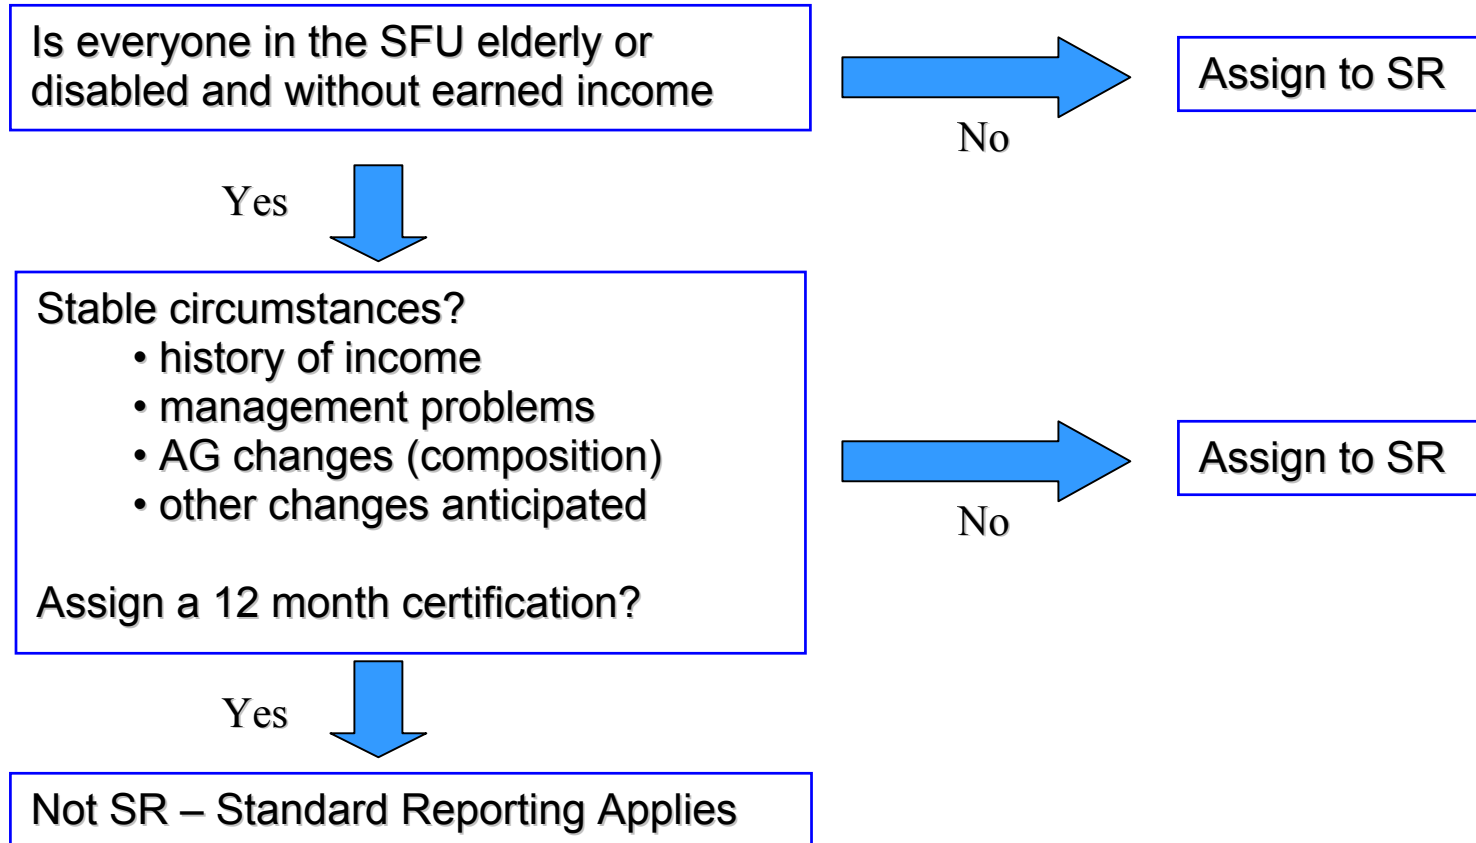 Is everyone in the SFU elderly or
disabled and without earned income
Assign to SR
No
Yes
Stable circumstances?
• history of income
• management problems
• AG changes (composition)
• other changes anticipated
Assign a 12 month certification?
Assign to SR
No
Yes
Not SR – Standard Reporting Applies